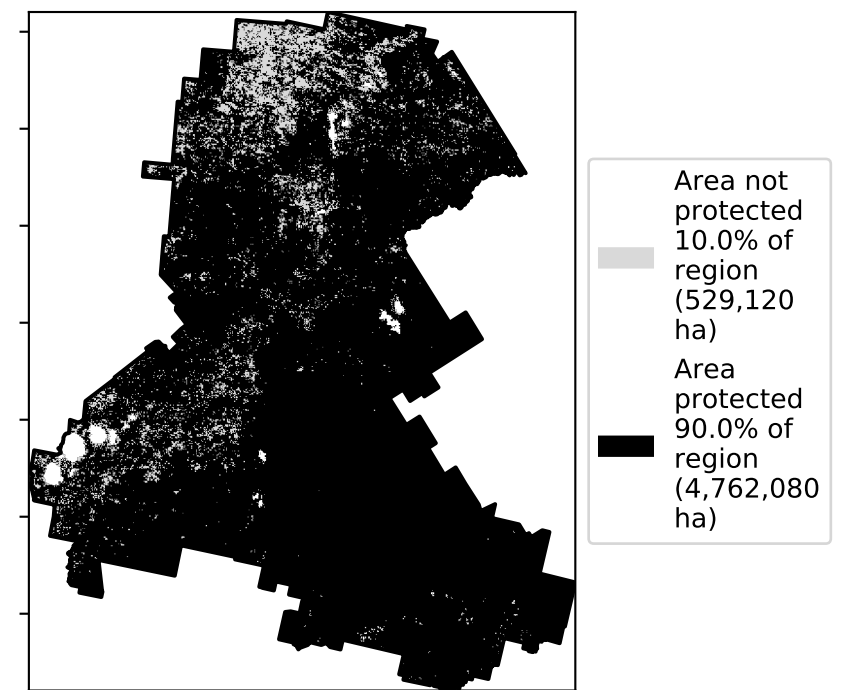 Area not
protected
10.0% of
region
(529,120
ha)
Area
protected
90.0% of
region
(4,762,080
ha)